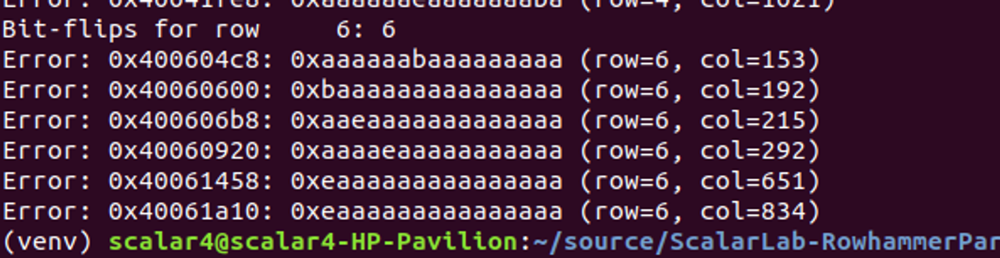 Error: 0x40041fe8: 0xaaaaaaeaaaaaaaba (row=4, col=1021)
Bit-flips for row     6: 6
Error: 0x400604c8: 0xaaaaaabaaaaaaaaa (row=6, col=153)
Error: 0x40060600: 0xbaaaaaaaaaaaaaaa (row=6, col=192)
Error: 0x400606b8: 0xaaeaaaaaaaaaaaaa (row=6, col=215)
Error: 0x40060920: 0xaaaaeaaaaaaaaaaa (row=6, col=292)
Error: 0x40061458: 0xeaaaaaaaaaaaaaaa (row=6, col=651)
Error: 0x40061a10: 0xeaaaaaaaaaaaaaaa (row=6, col=834)
(venv) scalar4@scalar4-HP-Pavilion:~/source/ScalarLab-RowhammerPar